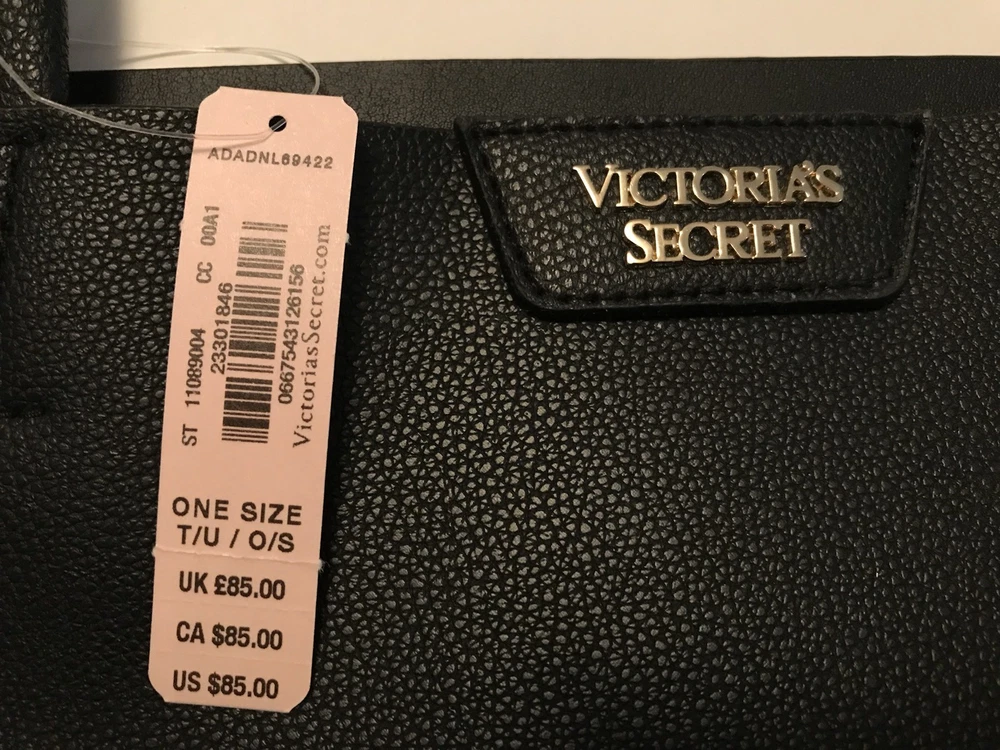 ADADNL69422
ST 11089004 CC 00A1
23301846
0667543126156
VictoriasSecret.com
ONE SIZE
T/U / O/S
UK £85.00
CA $85.00
US $85.00
VICTORIA'S
SECRET